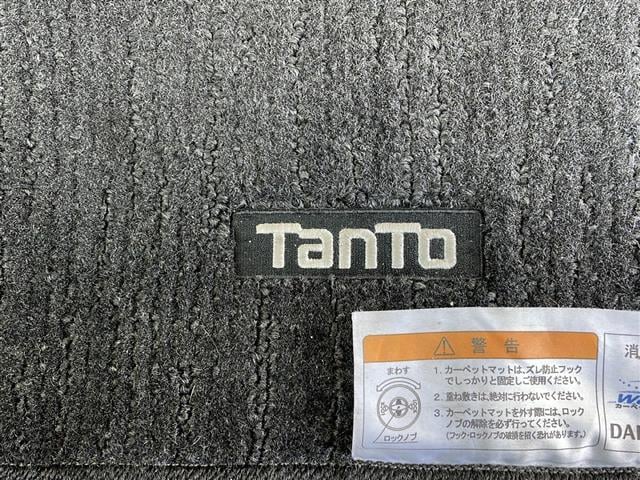 TanTo
警告
まわす
ロックノブ
1. カーペットマットは、ズレ防止フック
でしっかりと固定しご使用ください。
2. 重ね敷きは、絶対に行わないでください。
3. カーペットマットを外す際には、ロック
ノブの解除を必ず行ってください。
(フック・ロックノブの破損を招く恐れがあります。)
消
カーペ
DAI